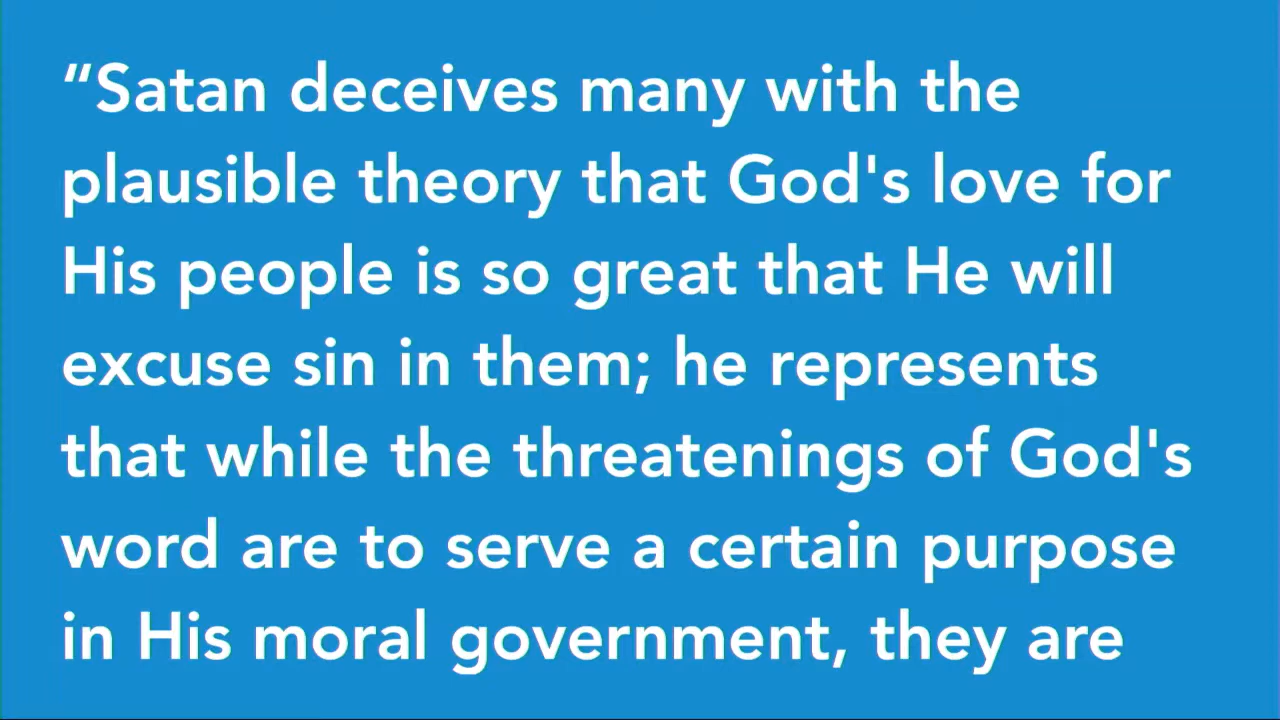 “Satan deceives many with the
plausible theory that God's love for
His people is so great that He will
excuse sin in them; he represents
that while the threatenings of God's
word are to serve a certain purpose
in His moral government, they are